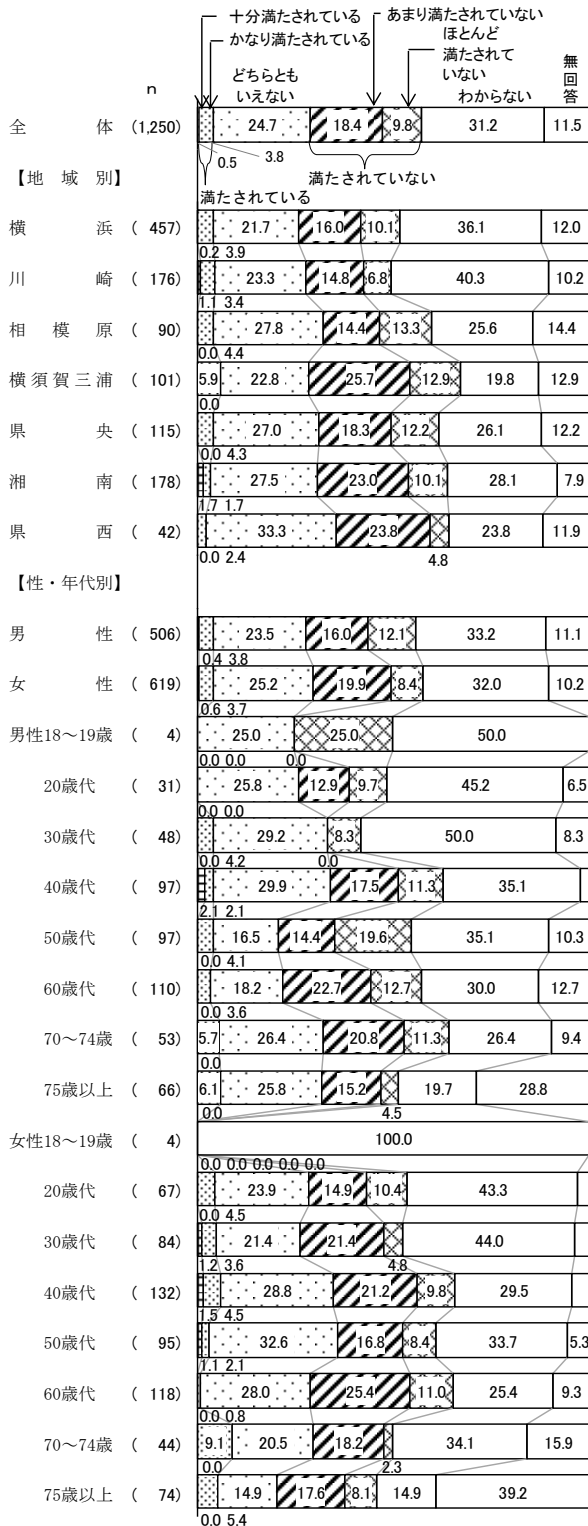 十分満たされている
あまり満たされていない
かなり満たされている
ほとんど
満たされて
いない
無回答
n
どちらとも
いえない
わからない
全体 (1,250) 24.7 18.4 9.8 31.2 11.5
0.5 3.8
【地域別】
満たされている
満たされていない
横浜 ( 457) 21.7 16.0 10.1 36.1 12.0
0.2 3.9
川崎 ( 176) 23.3 14.8 6.8 40.3 10.2
1.1 3.4
相模原 ( 90) 27.8 14.4 13.3 25.6 14.4
0.0 4.4
横須賀三浦 ( 101) 5.9 22.8 25.7 12.9 19.8 12.9
0.0
県央 ( 115) 27.0 18.3 12.2 26.1 12.2
0.0 4.3
湘南 ( 178) 27.5 23.0 10.1 28.1 7.9
1.7 1.7
県西 ( 42) 33.3 23.8 23.8 11.9
0.0 2.4 4.8
【性・年代別】
男性 ( 506) 23.5 16.0 12.1 33.2 11.1
0.4 3.8
女性 ( 619) 25.2 19.9 8.4 32.0 10.2
0.6 3.7
男性18～19歳 ( 4) 25.0 25.0 50.0
0.0 0.0 0.0
20歳代 ( 31) 25.8 12.9 9.7 45.2 6.5
0.0 0.0
30歳代 ( 48) 29.2 8.3 50.0 8.3
0.0 4.2 0.0
40歳代 ( 97) 29.9 17.5 11.3 35.1
2.1 2.1
50歳代 ( 97) 16.5 14.4 19.6 35.1 10.3
0.0 4.1
60歳代 ( 110) 18.2 22.7 12.7 30.0 12.7
0.0 3.6
70～74歳 ( 53) 5.7 26.4 20.8 11.3 26.4 9.4
0.0
75歳以上 ( 66) 6.1 25.8 15.2 19.7 28.8
0.0 4.5
女性18～19歳 ( 4) 100.0
0.0 0.0 0.0 0.0 0.0
20歳代 ( 67) 23.9 14.9 10.4 43.3
0.0 4.5
30歳代 ( 84) 21.4 21.4 44.0
1.2 3.6 4.8
40歳代 ( 132) 28.8 21.2 9.8 29.5
1.5 4.5
50歳代 ( 95) 32.6 16.8 8.4 33.7 5.3
1.1 2.1
60歳代 ( 118) 28.0 25.4 11.0 25.4 9.3
0.0 0.8
70～74歳 ( 44) 9.1 20.5 18.2 34.1 15.9
0.0 2.3
75歳以上 ( 74) 14.9 17.6 8.1 14.9 39.2
0.0 5.4